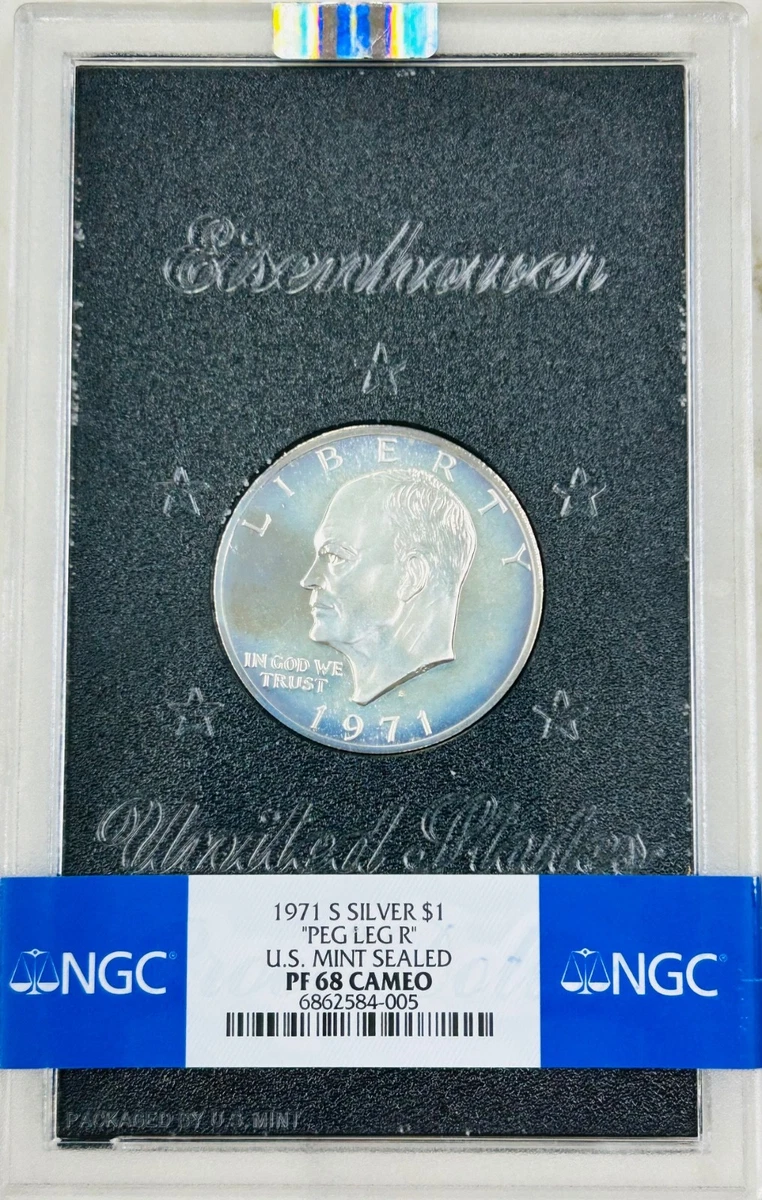 Eisenhower
LIBERTY
IN GOD WE
TRUST
1971
United States
NGC®
1971 S SILVER $1
"PEG LEG R"
U.S. MINT SEALED
PF 68 CAMEO
6862584-005
NGC®
PACKAGED BY U.S. MINT